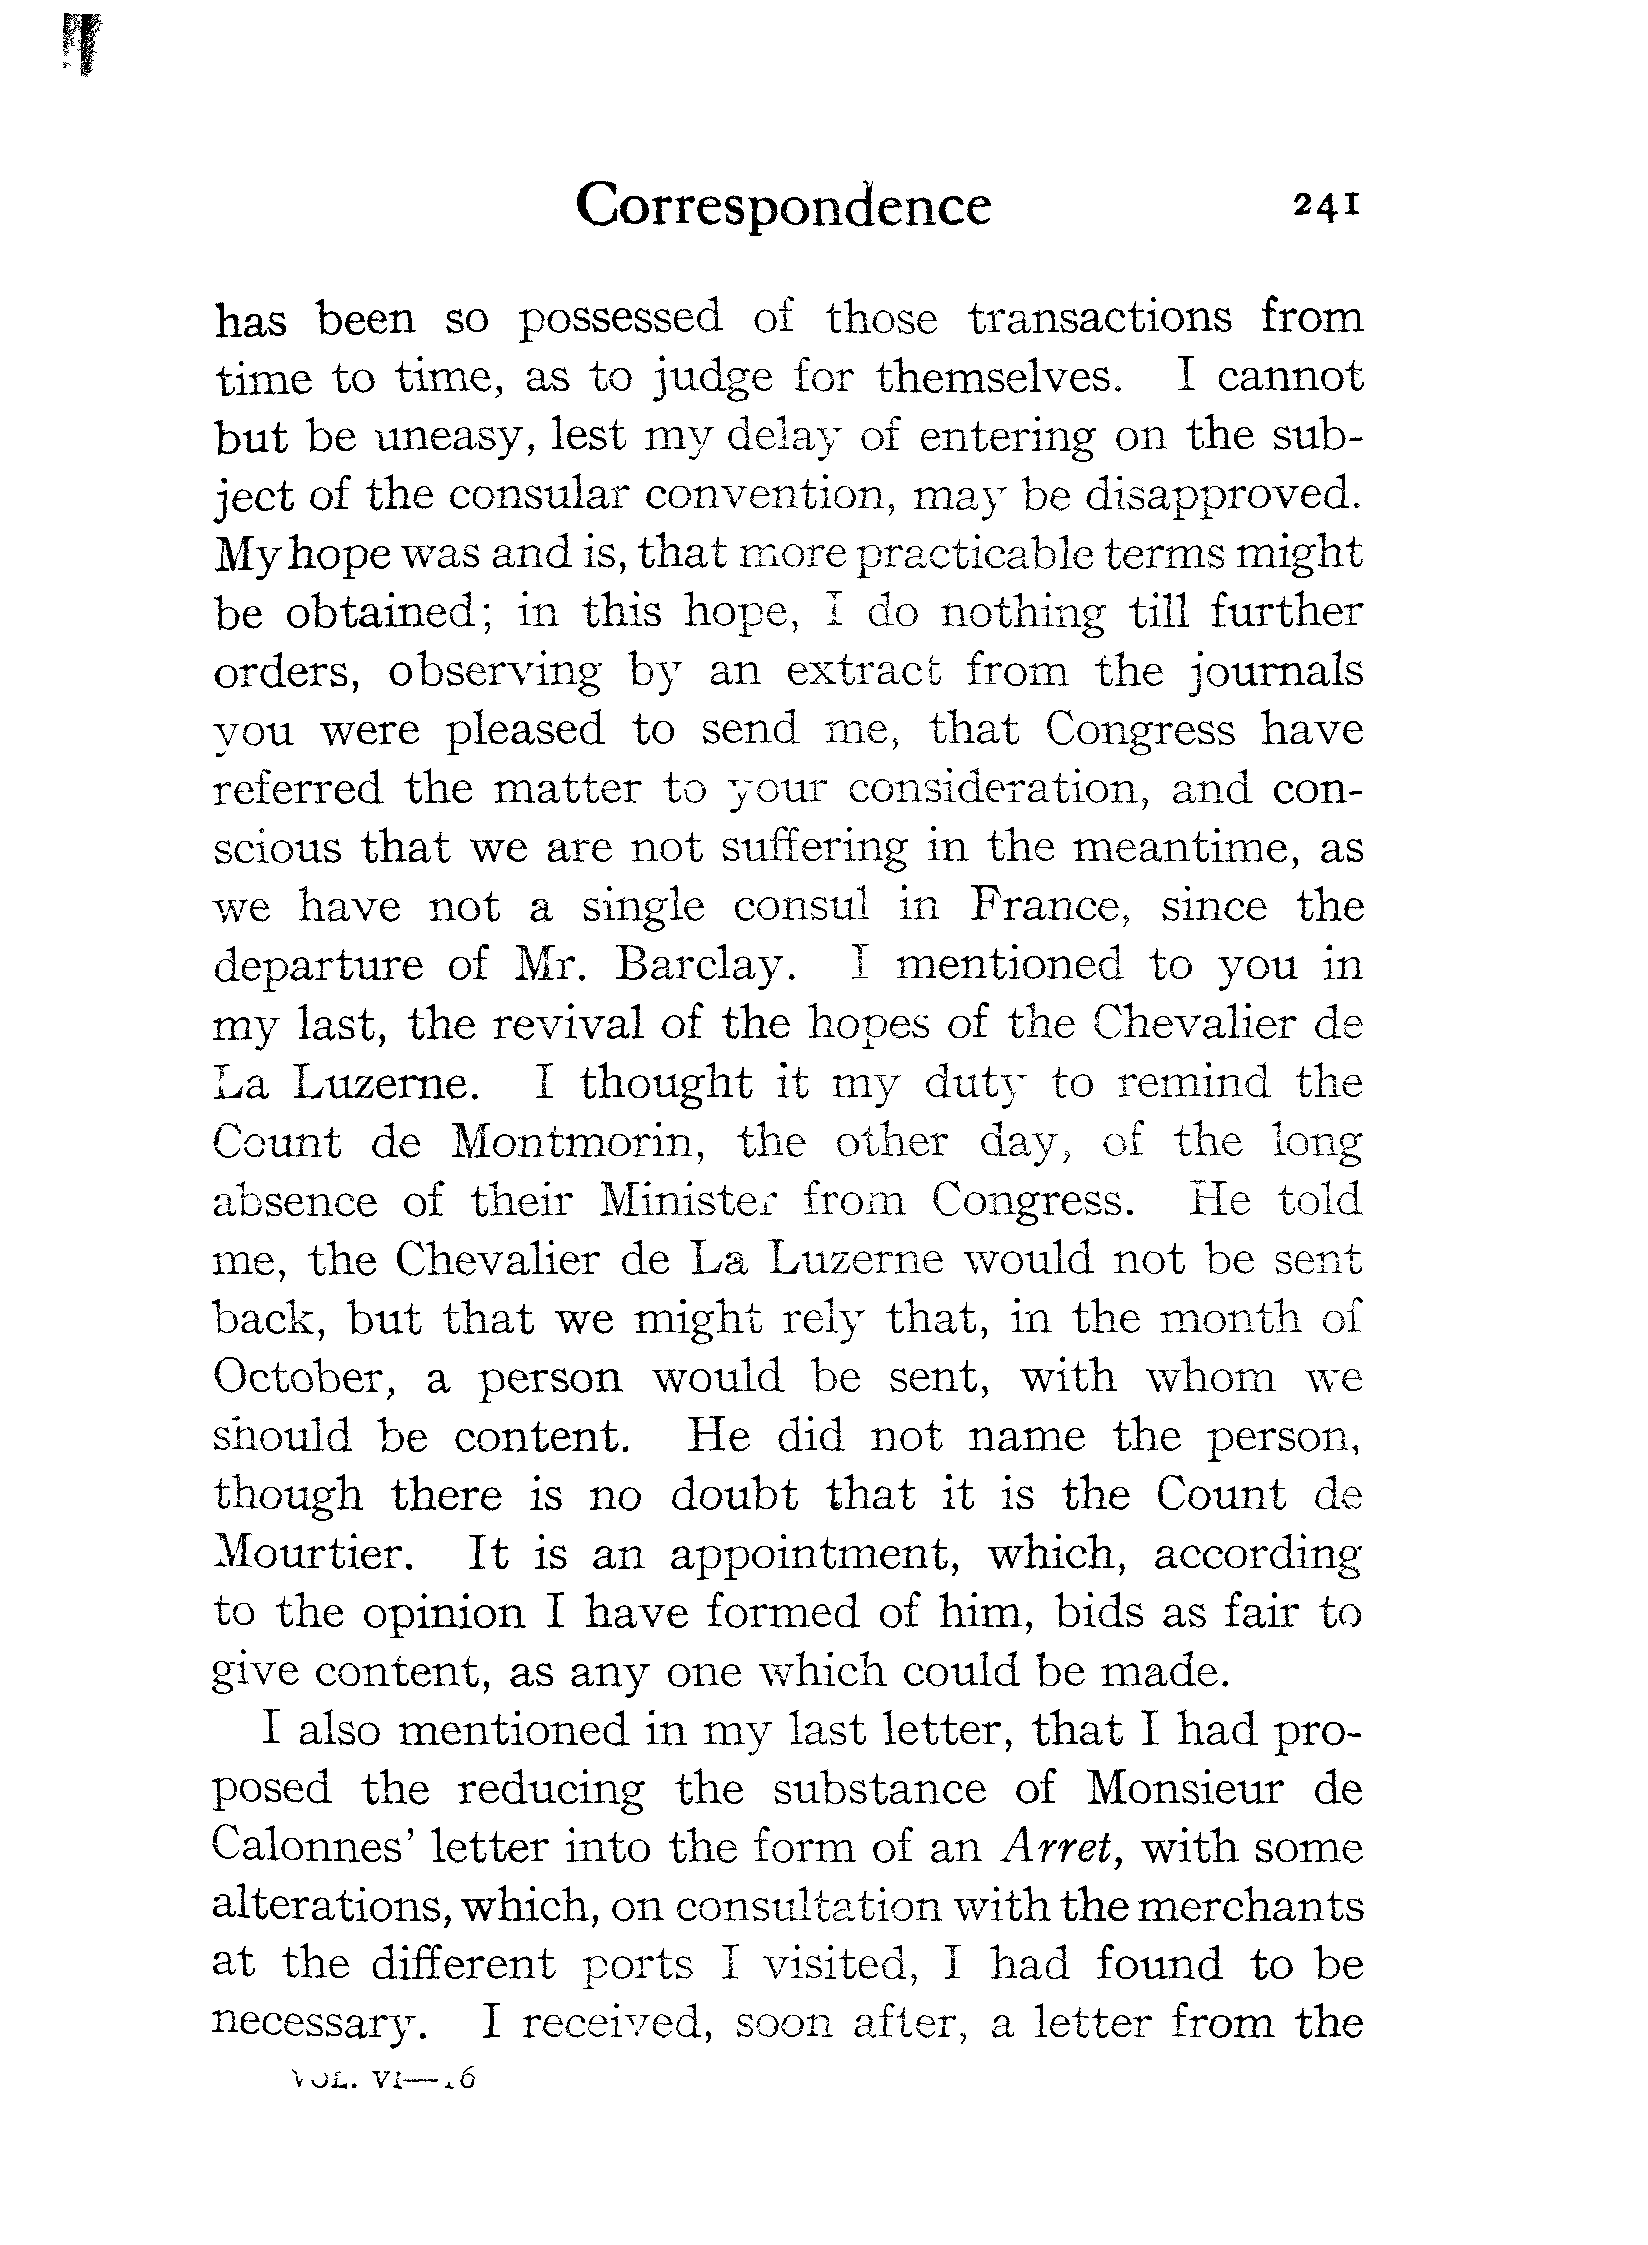 Correspondence 241
has been so possessed of those transactions from
time to time, as to judge for themselves. I cannot
but be uneasy, lest my delay of entering on the sub-
ject of the consular convention, may be disapproved.
My hope was and is, that more practicable terms might
be obtained; in this hope, I do nothing till further
orders, observing by an extract from the journals
you were pleased to send me, that Congress have
referred the matter to your consideration, and con-
scious that we are not suffering in the meantime, as
we have not a single consul in France, since the
departure of Mr. Barclay. I mentioned to you in
my last, the revival of the hopes of the Chevalier de
La Luzerne. I thought it my duty to remind the
Count de Montmorin, the other day, of the long
absence of their Minister from Congress. He told
me, the Chevalier de La Luzerne would not be sent
back, but that we might rely that, in the month of
October, a person would be sent, with whom we
should be content. He did not name the person,
though there is no doubt that it is the Count de
Mourtier. It is an appointment, which, according
to the opinion I have formed of him, bids as fair to
give content, as any one which could be made.
I also mentioned in my last letter, that I had pro-
posed the reducing the substance of Monsieur de
Calonnes' letter into the form of an Arret, with some
alterations, which, on consultation with the merchants
at the different ports I visited, I had found to be
necessary. I received, soon after, a letter from the
VOL. VI—16